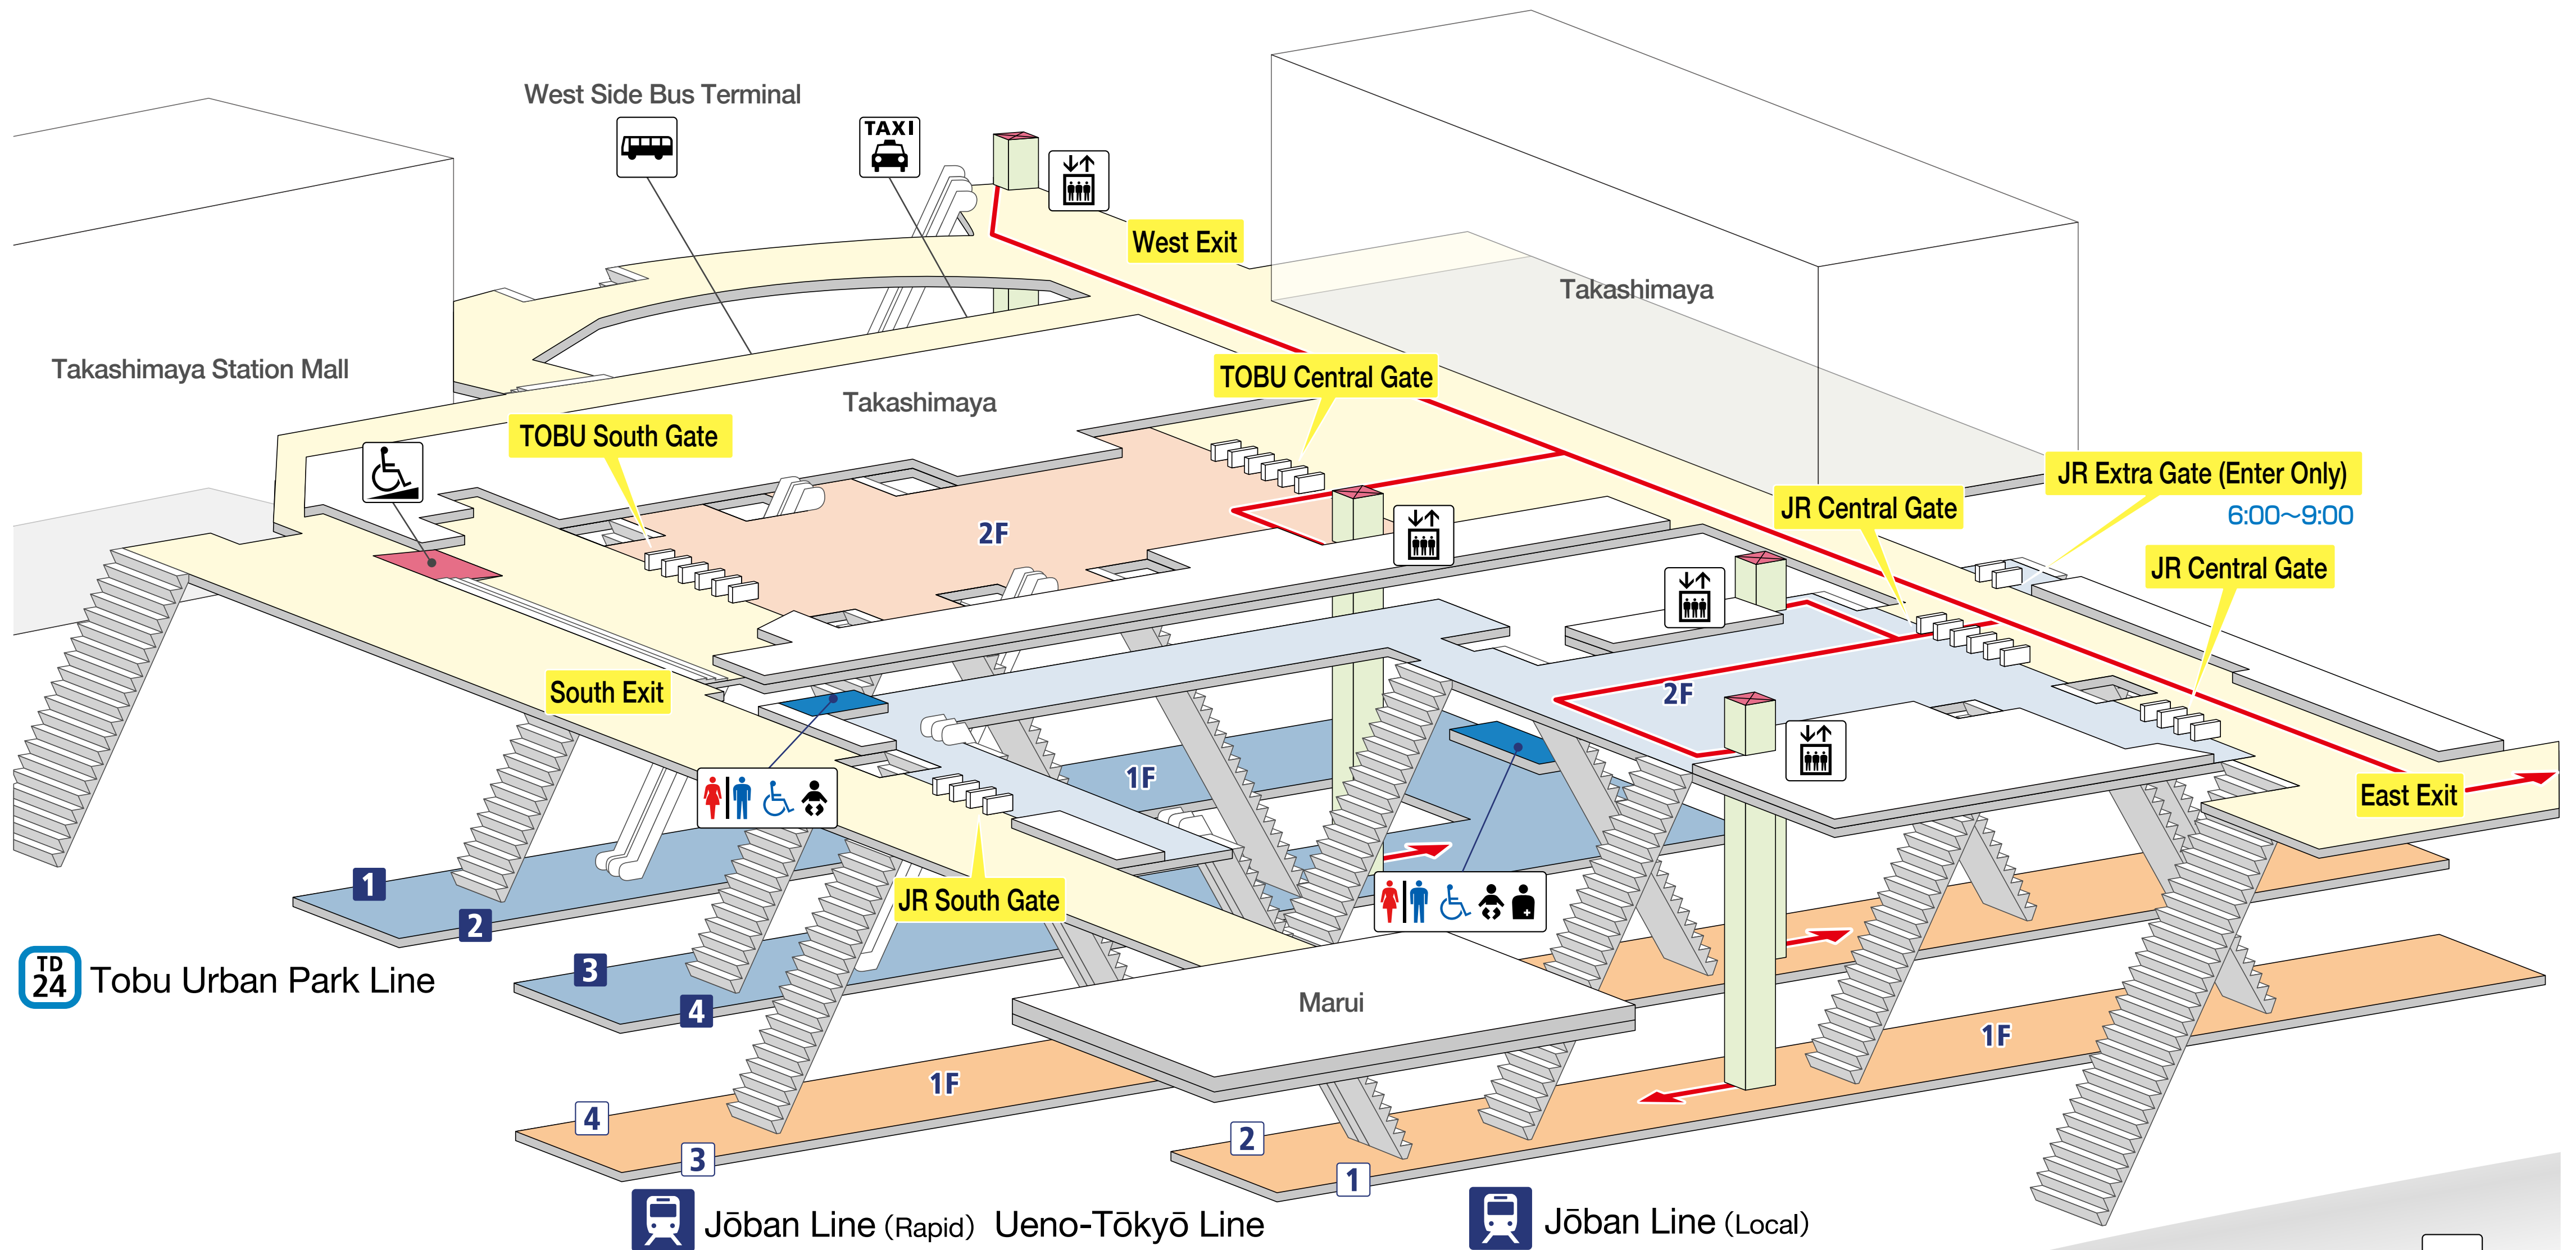 West Side Bus Terminal
TAXI
West Exit
Takashimaya
Takashimaya Station Mall
TOBU Central Gate
Takashimaya
TOBU South Gate
JR Extra Gate (Enter Only)
6:00～9:00
JR Central Gate
2F
JR Central Gate
South Exit
2F
1F
East Exit
1
2
JR South Gate
3
4
TD
24
Tobu Urban Park Line
Marui
1F
1F
4
3
2
1
Jōban Line (Rapid) Ueno-Tōkyō Line
Jōban Line (Local)